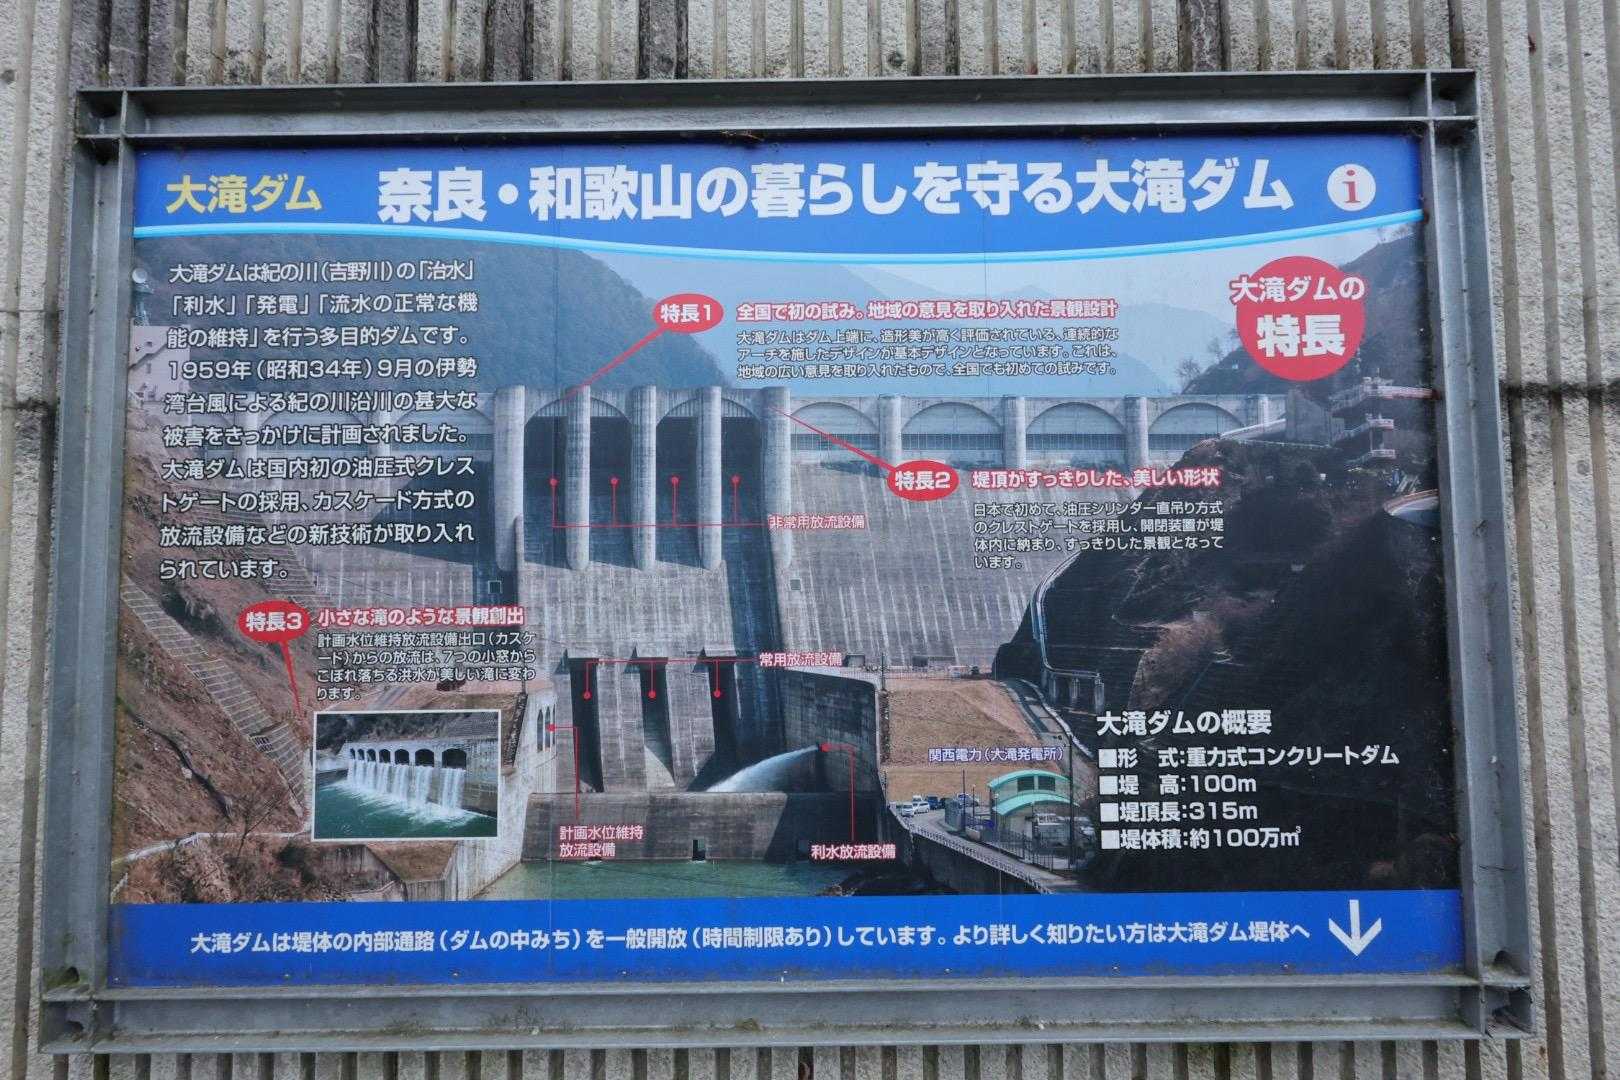 大滝ダム 奈良・和歌山の暮らしを守る大滝ダム i
大滝ダムは紀の川(吉野川)の「治水」
「利水」「発電」「流水の正常な機
能の維持」を行う多目的ダムです。
1959年(昭和34年)9月の伊勢
湾台風による紀の川沿川の甚大な
被害をきっかけに計画されました。
大滝ダムは国内初の油圧式クレス
トゲートの採用、カスケード方式の
放流設備などの新技術が取り入れ
られています。
大滝ダムの
特長
特長1 全国で初の試み。地域の意見を取り入れた景観設計
大滝ダムはダム上端に、造形美が高く評価されている、連続的な
アーチを施したデザインが基本デザインとなっています。これは、
地域の広い意見を取り入れたもので、全国でも初めての試みです。
特長2 堤頂がすっきりした、美しい形状
日本で初めて、油圧シリンダー直吊り方式
のクレストゲートを採用し、開閉装置が堤
体内に納まり、すっきりした景観となって
います。
非常用放流設備
特長3 小さな滝のような景観創出
計画水位維持放流設備出口(カスケ
ード)からの放流は、7つの小窓から
こぼれ落ちる洪水が美しい滝に変わ
ります。
常用放流設備
関西電力(大滝発電所)
計画水位維持
放流設備
利水放流設備
大滝ダムの概要
■形 式:重力式コンクリートダム
■堤 高:100m
■堤頂長:315m
■堤体積:約100万㎥
大滝ダムは堤体の内部通路(ダムの中みち)を一般開放(時間制限あり)しています。より詳しく知りたい方は大滝ダム堤体へ ↓